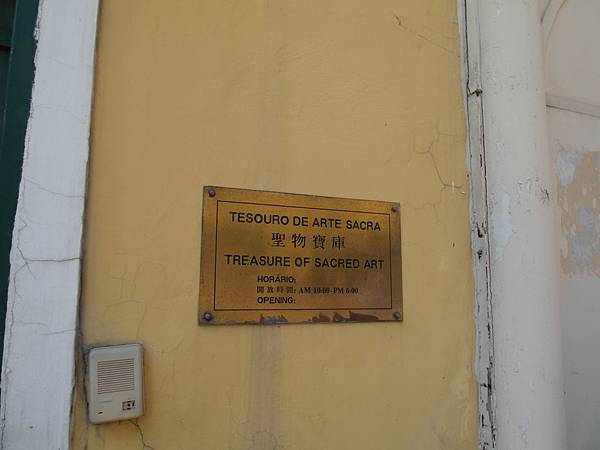 TESOURO DE ARTE SACRA
聖物寶庫
TREASURE OF SACRED ART
HORÁRIO:
開放時間: AM 10:00-PM 6:00
OPENING: